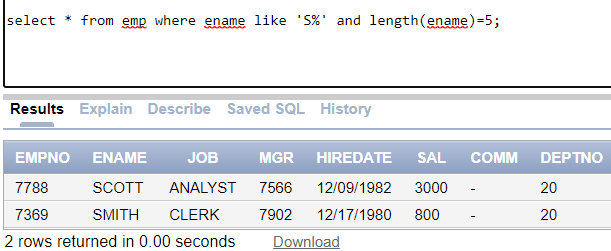 select * from emp where ename like 'S%' and length(ename)=5;
Results Explain Describe Saved SQL History
EMPNO ENAME JOB MGR HIREDATE SAL COMM DEPTNO
7788 SCOTT ANALYST 7566 12/09/1982 3000 - 20
7369 SMITH CLERK 7902 12/17/1980 800 - 20
2 rows returned in 0.00 seconds Download